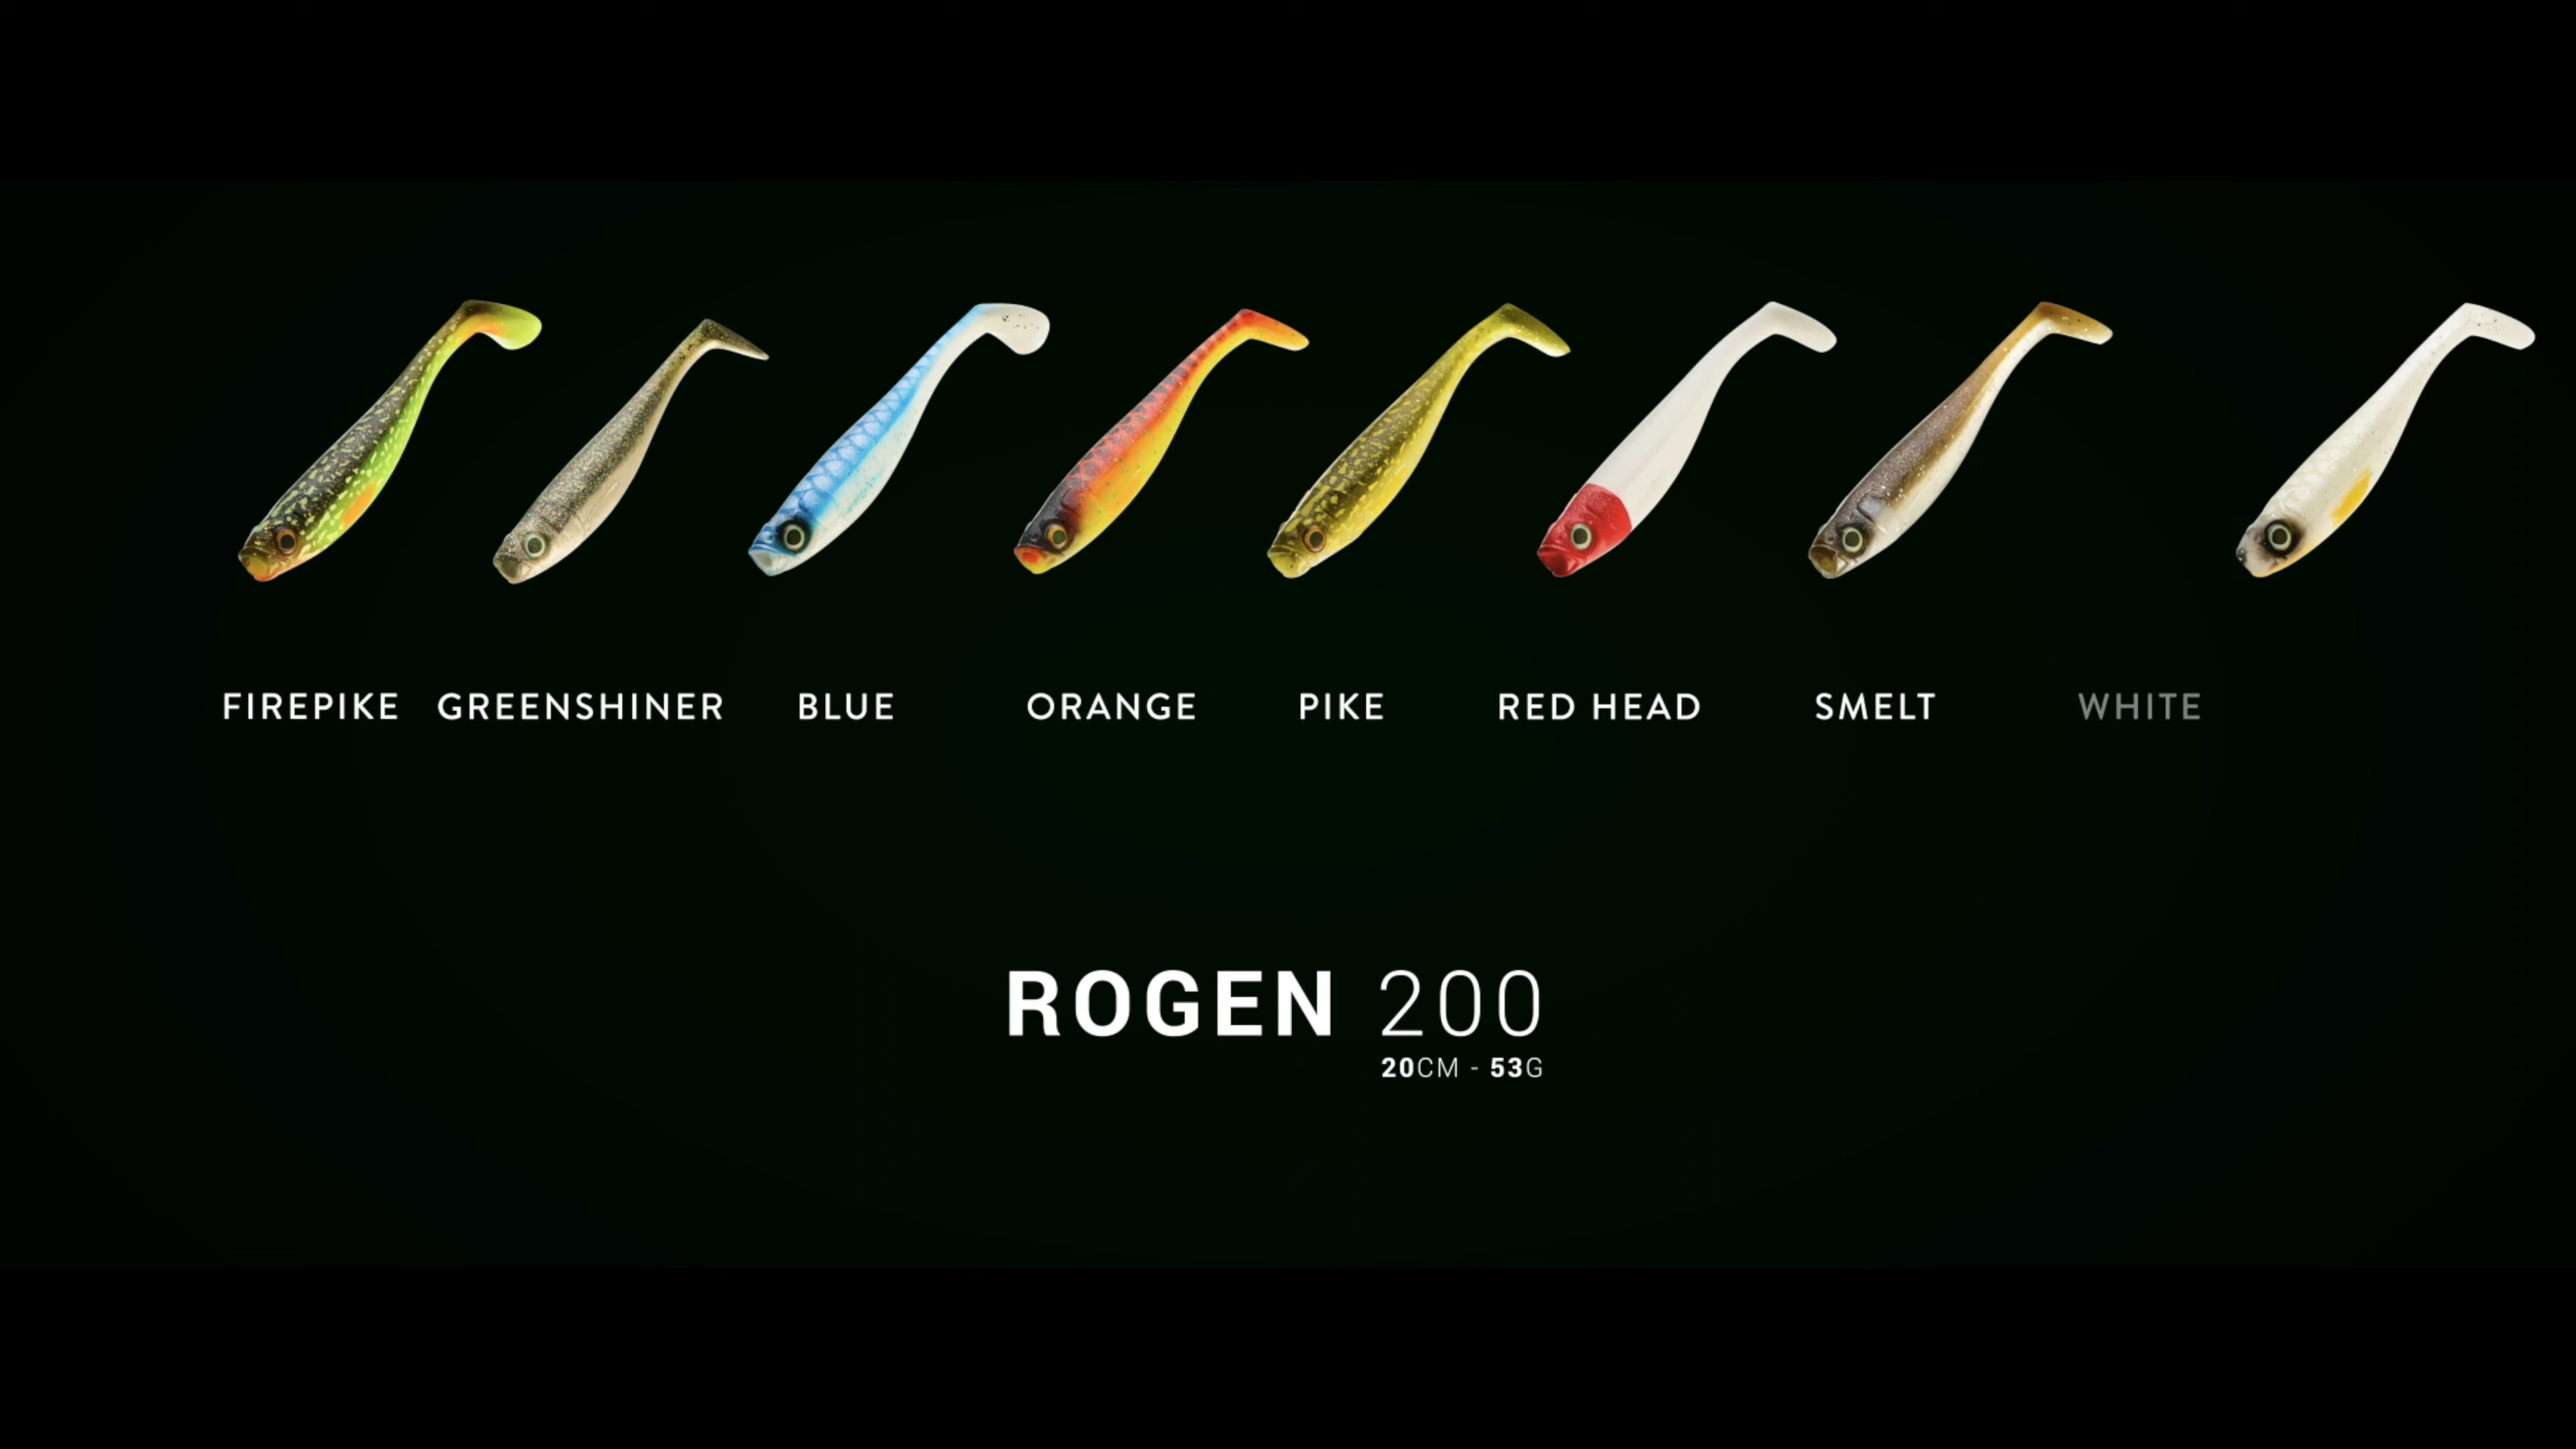 FIREPIKE GREENSHINER BLUE ORANGE PIKE RED HEAD SMELT WHITE
ROGEN 200
20CM - 53G